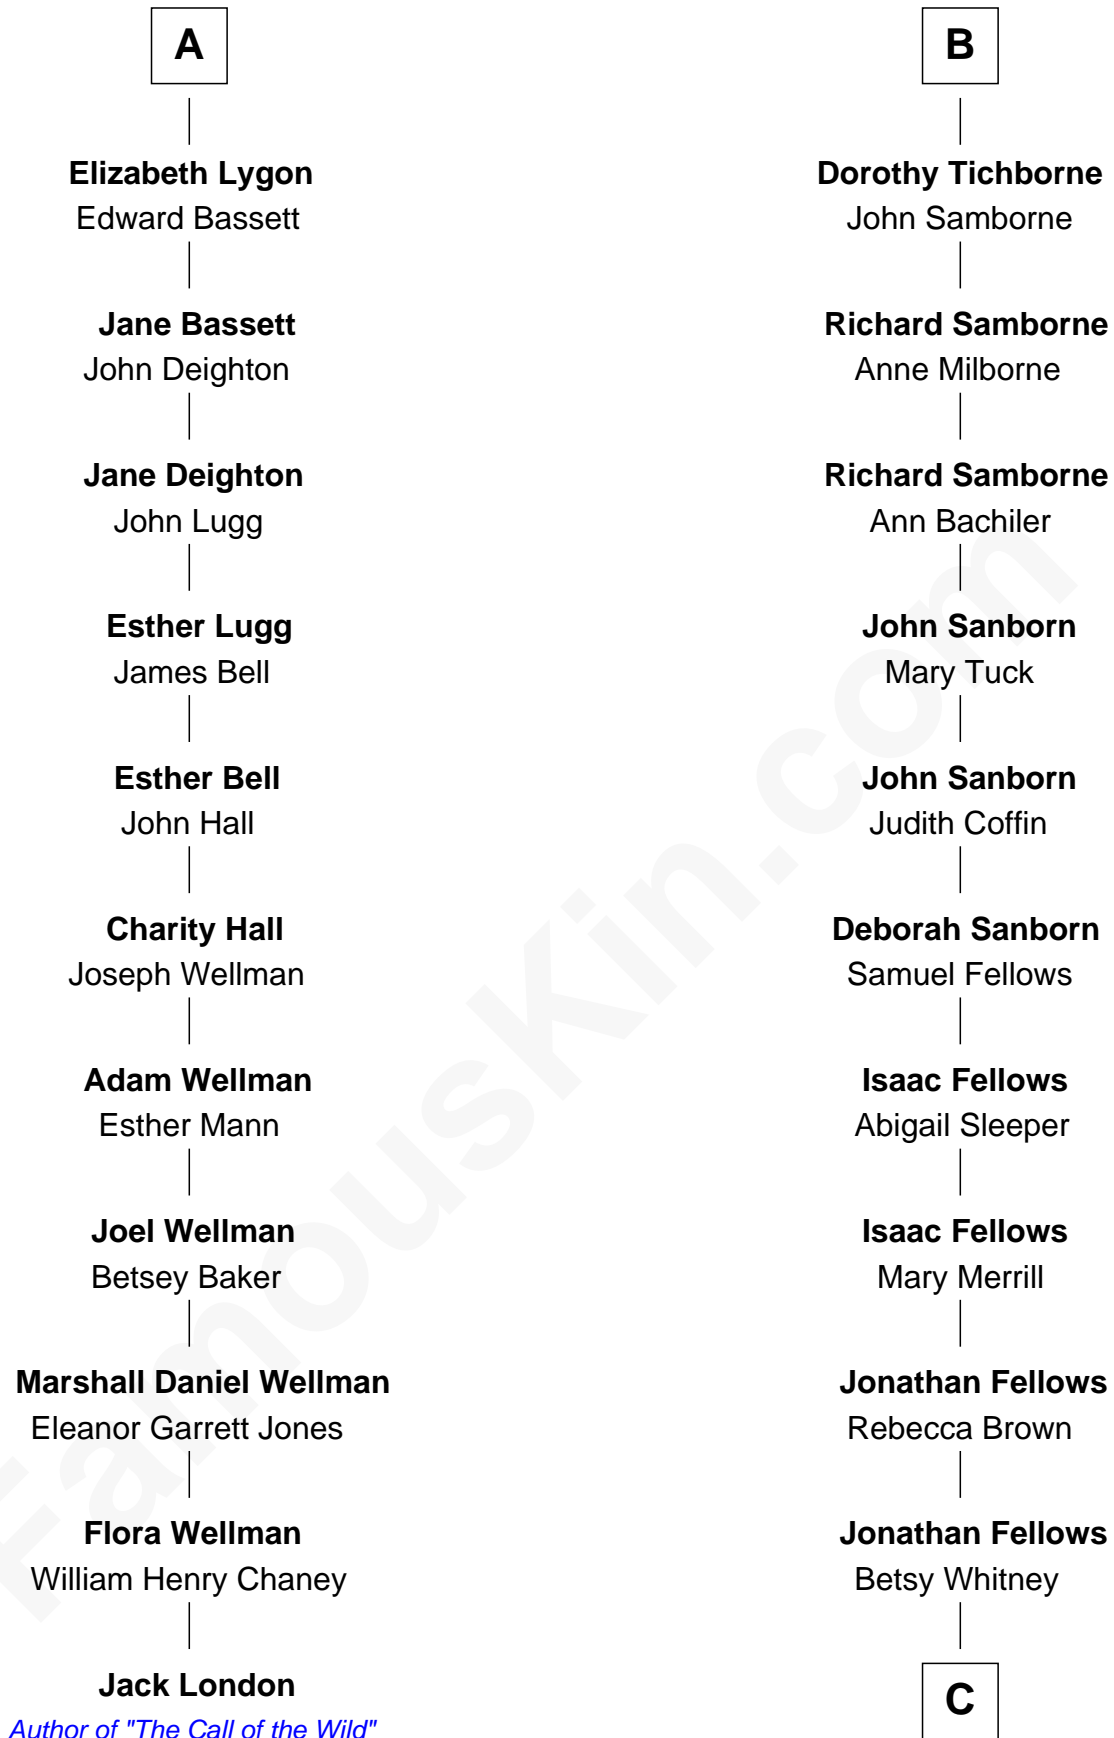 A
Elizabeth Lygon
Edward Bassett
Jane Bassett
John Deighton
Jane Deighton
John Lugg
Esther Lugg
James Bell
Esther Bell
John Hall
Charity Hall
Joseph Wellman
Adam Wellman
Esther Mann
Joel Wellman
Betsey Baker
Marshall Daniel Wellman
Eleanor Garrett Jones
Flora Wellman
William Henry Chaney
Jack London
Author of "The Call of the Wild"
B
Dorothy Tichborne
John Samborne
Richard Samborne
Anne Milborne
Richard Samborne
Ann Bachiler
John Sanborn
Mary Tuck
John Sanborn
Judith Coffin
Deborah Sanborn
Samuel Fellows
Isaac Fellows
Abigail Sleeper
Isaac Fellows
Mary Merrill
Jonathan Fellows
Rebecca Brown
Jonathan Fellows
Betsy Whitney
C
FamousKin.com